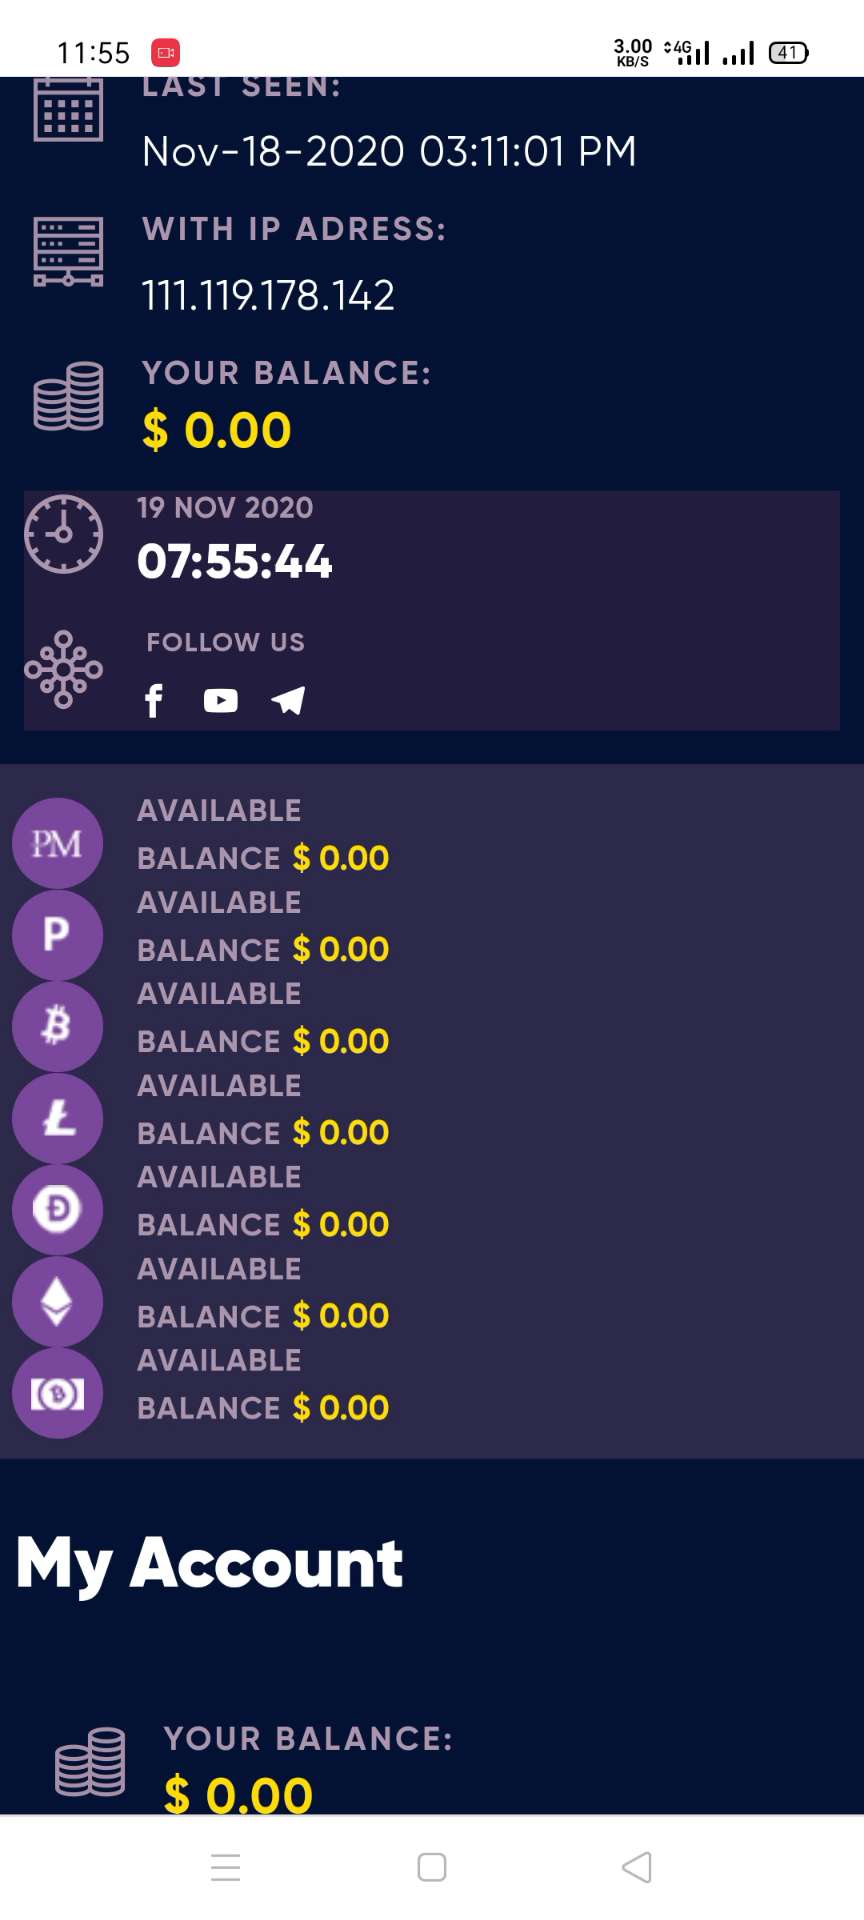 11:55
3.00
KB/S
4G
41
LAST SEEN:
Nov-18-2020 03:11:01 PM
WITH IP ADRESS:
111.119.178.142
YOUR BALANCE:
$ 0.00
19 NOV 2020
07:55:44
FOLLOW US
PM
AVAILABLE
BALANCE $ 0.00
P
AVAILABLE
BALANCE $ 0.00
AVAILABLE
BALANCE $ 0.00
AVAILABLE
BALANCE $ 0.00
AVAILABLE
BALANCE $ 0.00
AVAILABLE
BALANCE $ 0.00
AVAILABLE
BALANCE $ 0.00
My Account
YOUR BALANCE:
$ 0.00